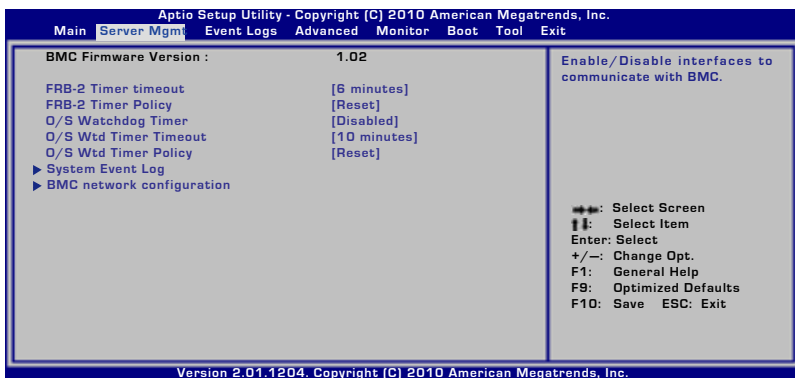 Aptio Setup Utility - Copyright (C) 2010 American Megatrends, Inc.
Main Server Mgmt Event Logs Advanced Monitor Boot Tool Exit
BMC Firmware Version : 1.02
FRB-2 Timer timeout [6 minutes]
FRB-2 Timer Policy [Reset]
O/S Watchdog Timer [Disabled]
O/S Wtd Timer Timeout [10 minutes]
O/S Wtd Timer Policy [Reset]
System Event Log
BMC network configuration
Enable/Disable interfaces to
communicate with BMC.
→←: Select Screen
↑↓: Select Item
Enter: Select
+/—: Change Opt.
F1: General Help
F9: Optimized Defaults
F10: Save ESC: Exit
Version 2.01.1204. Copyright (C) 2010 American Megatrends, Inc.